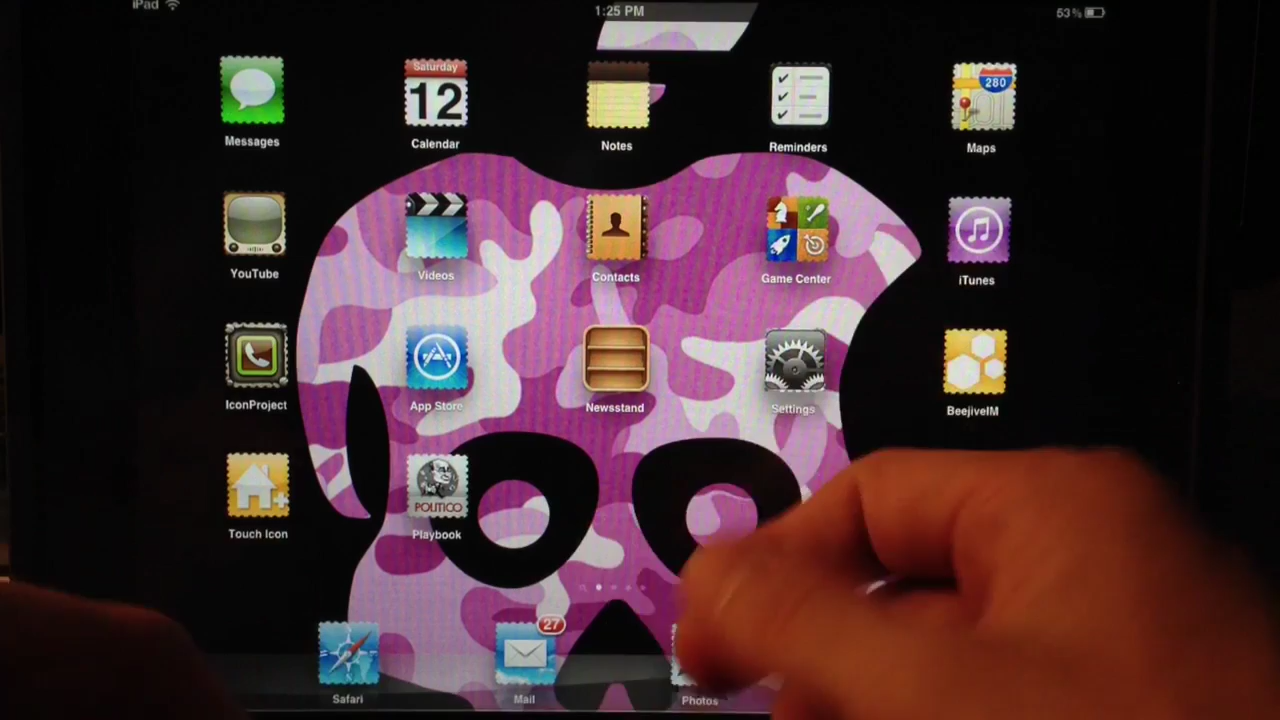 iPad 1:25 PM 53%
Saturday
12
280
Messages Calendar Notes Reminders Maps
YouTube Videos Contacts Game Center iTunes
IconProject App Store Newsstand Settings BeejiveIM
POLITICO
Touch Icon Playbook
27
Safari Mail Photos